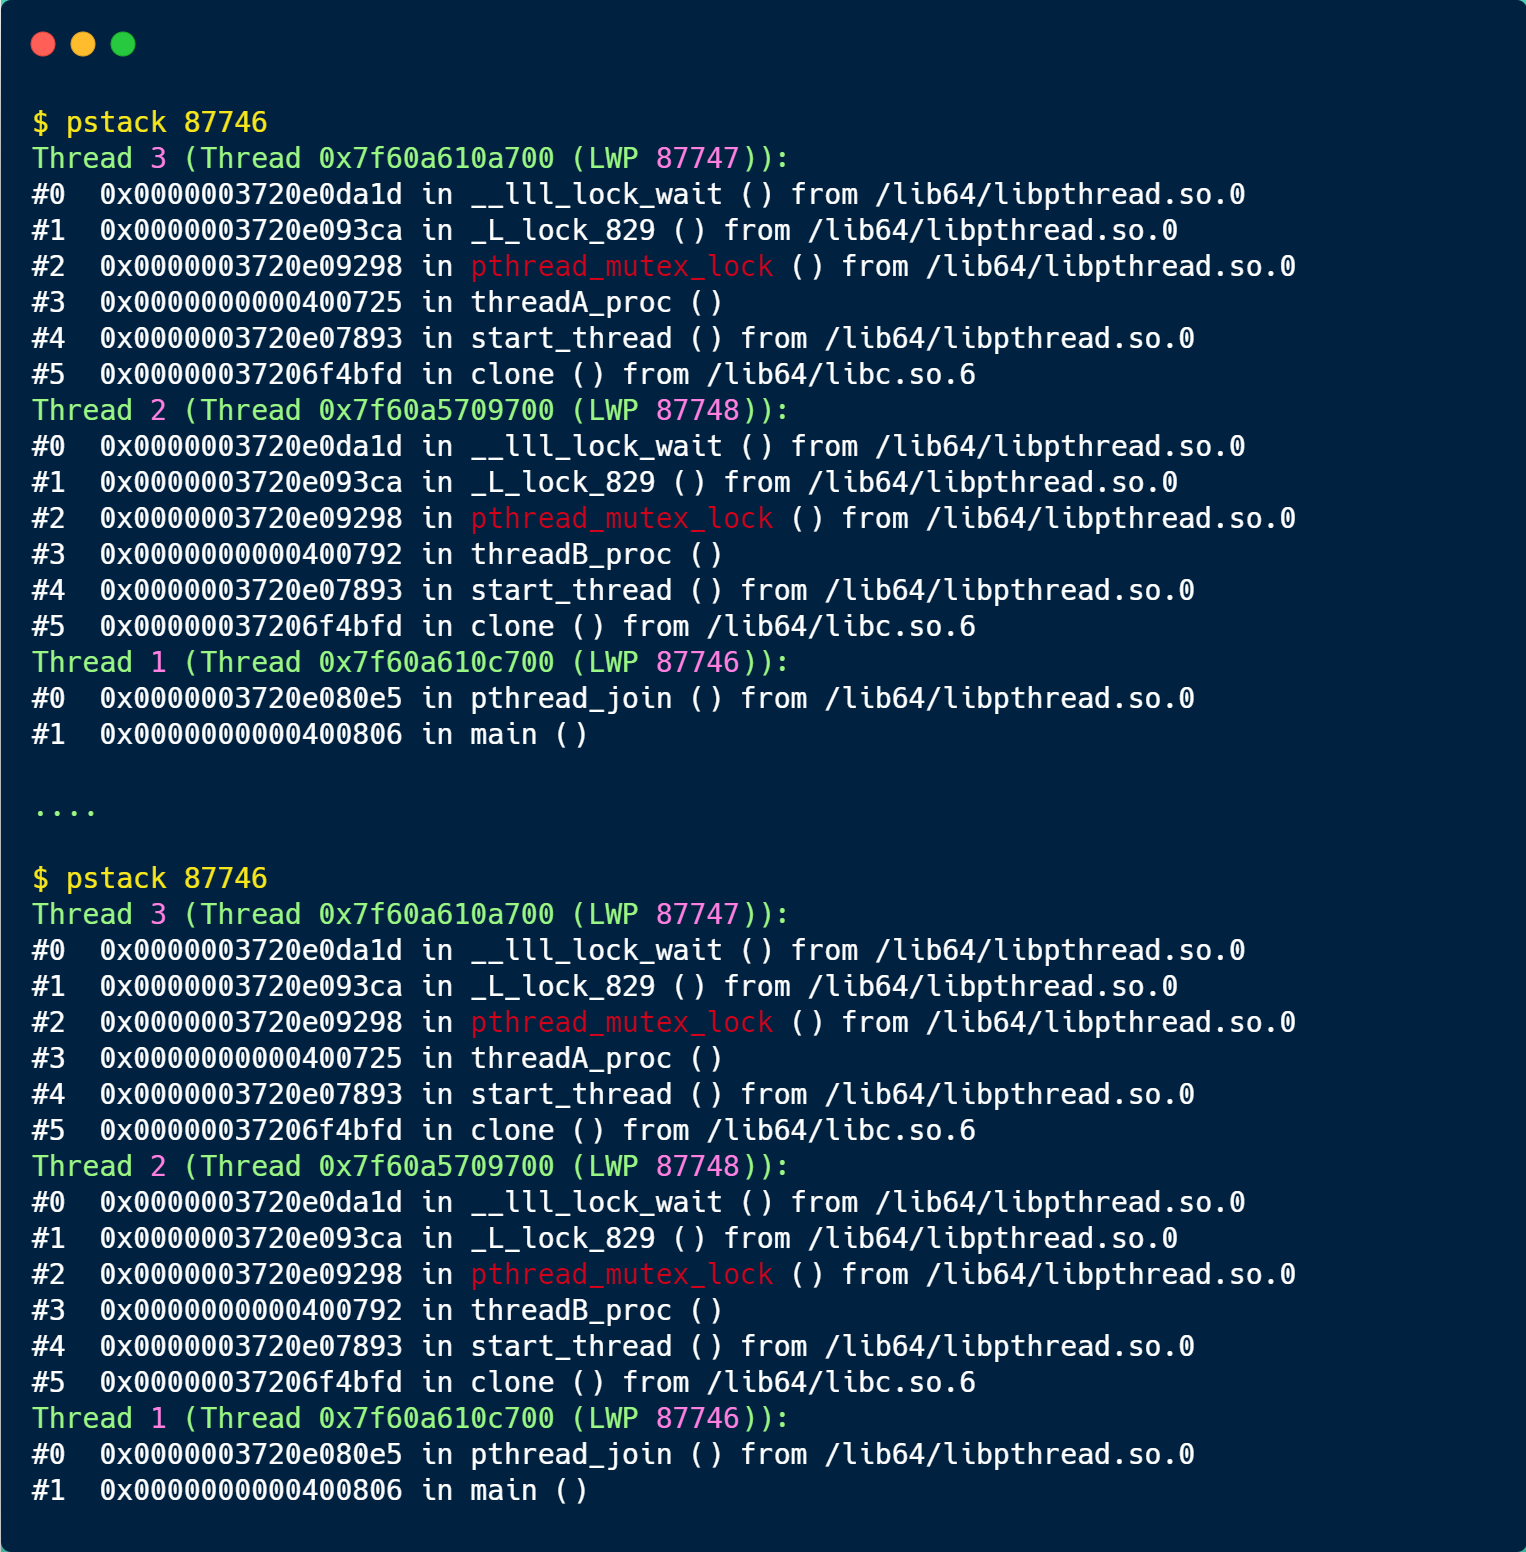 $ pstack 87746
Thread 3 (Thread 0x7f60a610a700 (LWP 87747)):
#0  0x0000003720e0da1d in __lll_lock_wait () from /lib64/libpthread.so.0
#1  0x0000003720e093ca in _L_lock_829 () from /lib64/libpthread.so.0
#2  0x0000003720e09298 in pthread_mutex_lock () from /lib64/libpthread.so.0
#3  0x0000000000400725 in threadA_proc ()
#4  0x0000003720e07893 in start_thread () from /lib64/libpthread.so.0
#5  0x00000037206f4bfd in clone () from /lib64/libc.so.6
Thread 2 (Thread 0x7f60a5709700 (LWP 87748)):
#0  0x0000003720e0da1d in __lll_lock_wait () from /lib64/libpthread.so.0
#1  0x0000003720e093ca in _L_lock_829 () from /lib64/libpthread.so.0
#2  0x0000003720e09298 in pthread_mutex_lock () from /lib64/libpthread.so.0
#3  0x0000000000400792 in threadB_proc ()
#4  0x0000003720e07893 in start_thread () from /lib64/libpthread.so.0
#5  0x00000037206f4bfd in clone () from /lib64/libc.so.6
Thread 1 (Thread 0x7f60a610c700 (LWP 87746)):
#0  0x0000003720e080e5 in pthread_join () from /lib64/libpthread.so.0
#1  0x0000000000400806 in main ()
....
$ pstack 87746
Thread 3 (Thread 0x7f60a610a700 (LWP 87747)):
#0  0x0000003720e0da1d in __lll_lock_wait () from /lib64/libpthread.so.0
#1  0x0000003720e093ca in _L_lock_829 () from /lib64/libpthread.so.0
#2  0x0000003720e09298 in pthread_mutex_lock () from /lib64/libpthread.so.0
#3  0x0000000000400725 in threadA_proc ()
#4  0x0000003720e07893 in start_thread () from /lib64/libpthread.so.0
#5  0x00000037206f4bfd in clone () from /lib64/libc.so.6
Thread 2 (Thread 0x7f60a5709700 (LWP 87748)):
#0  0x0000003720e0da1d in __lll_lock_wait () from /lib64/libpthread.so.0
#1  0x0000003720e093ca in _L_lock_829 () from /lib64/libpthread.so.0
#2  0x0000003720e09298 in pthread_mutex_lock () from /lib64/libpthread.so.0
#3  0x0000000000400792 in threadB_proc ()
#4  0x0000003720e07893 in start_thread () from /lib64/libpthread.so.0
#5  0x00000037206f4bfd in clone () from /lib64/libc.so.6
Thread 1 (Thread 0x7f60a610c700 (LWP 87746)):
#0  0x0000003720e080e5 in pthread_join () from /lib64/libpthread.so.0
#1  0x0000000000400806 in main ()